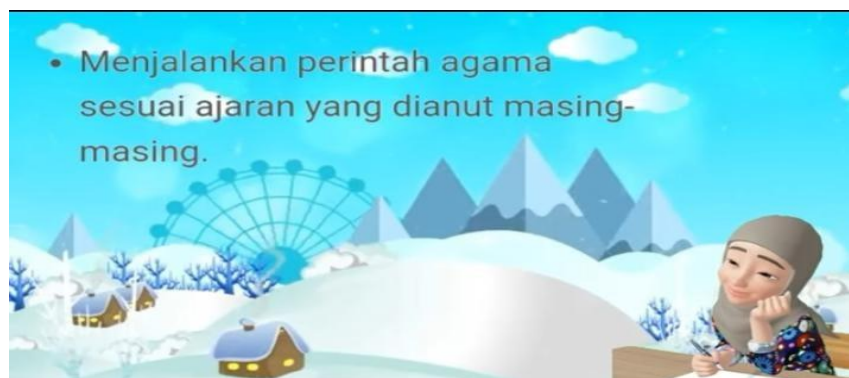 • Menjalankan perintah agama
sesuai ajaran yang dianut masing-
masing.